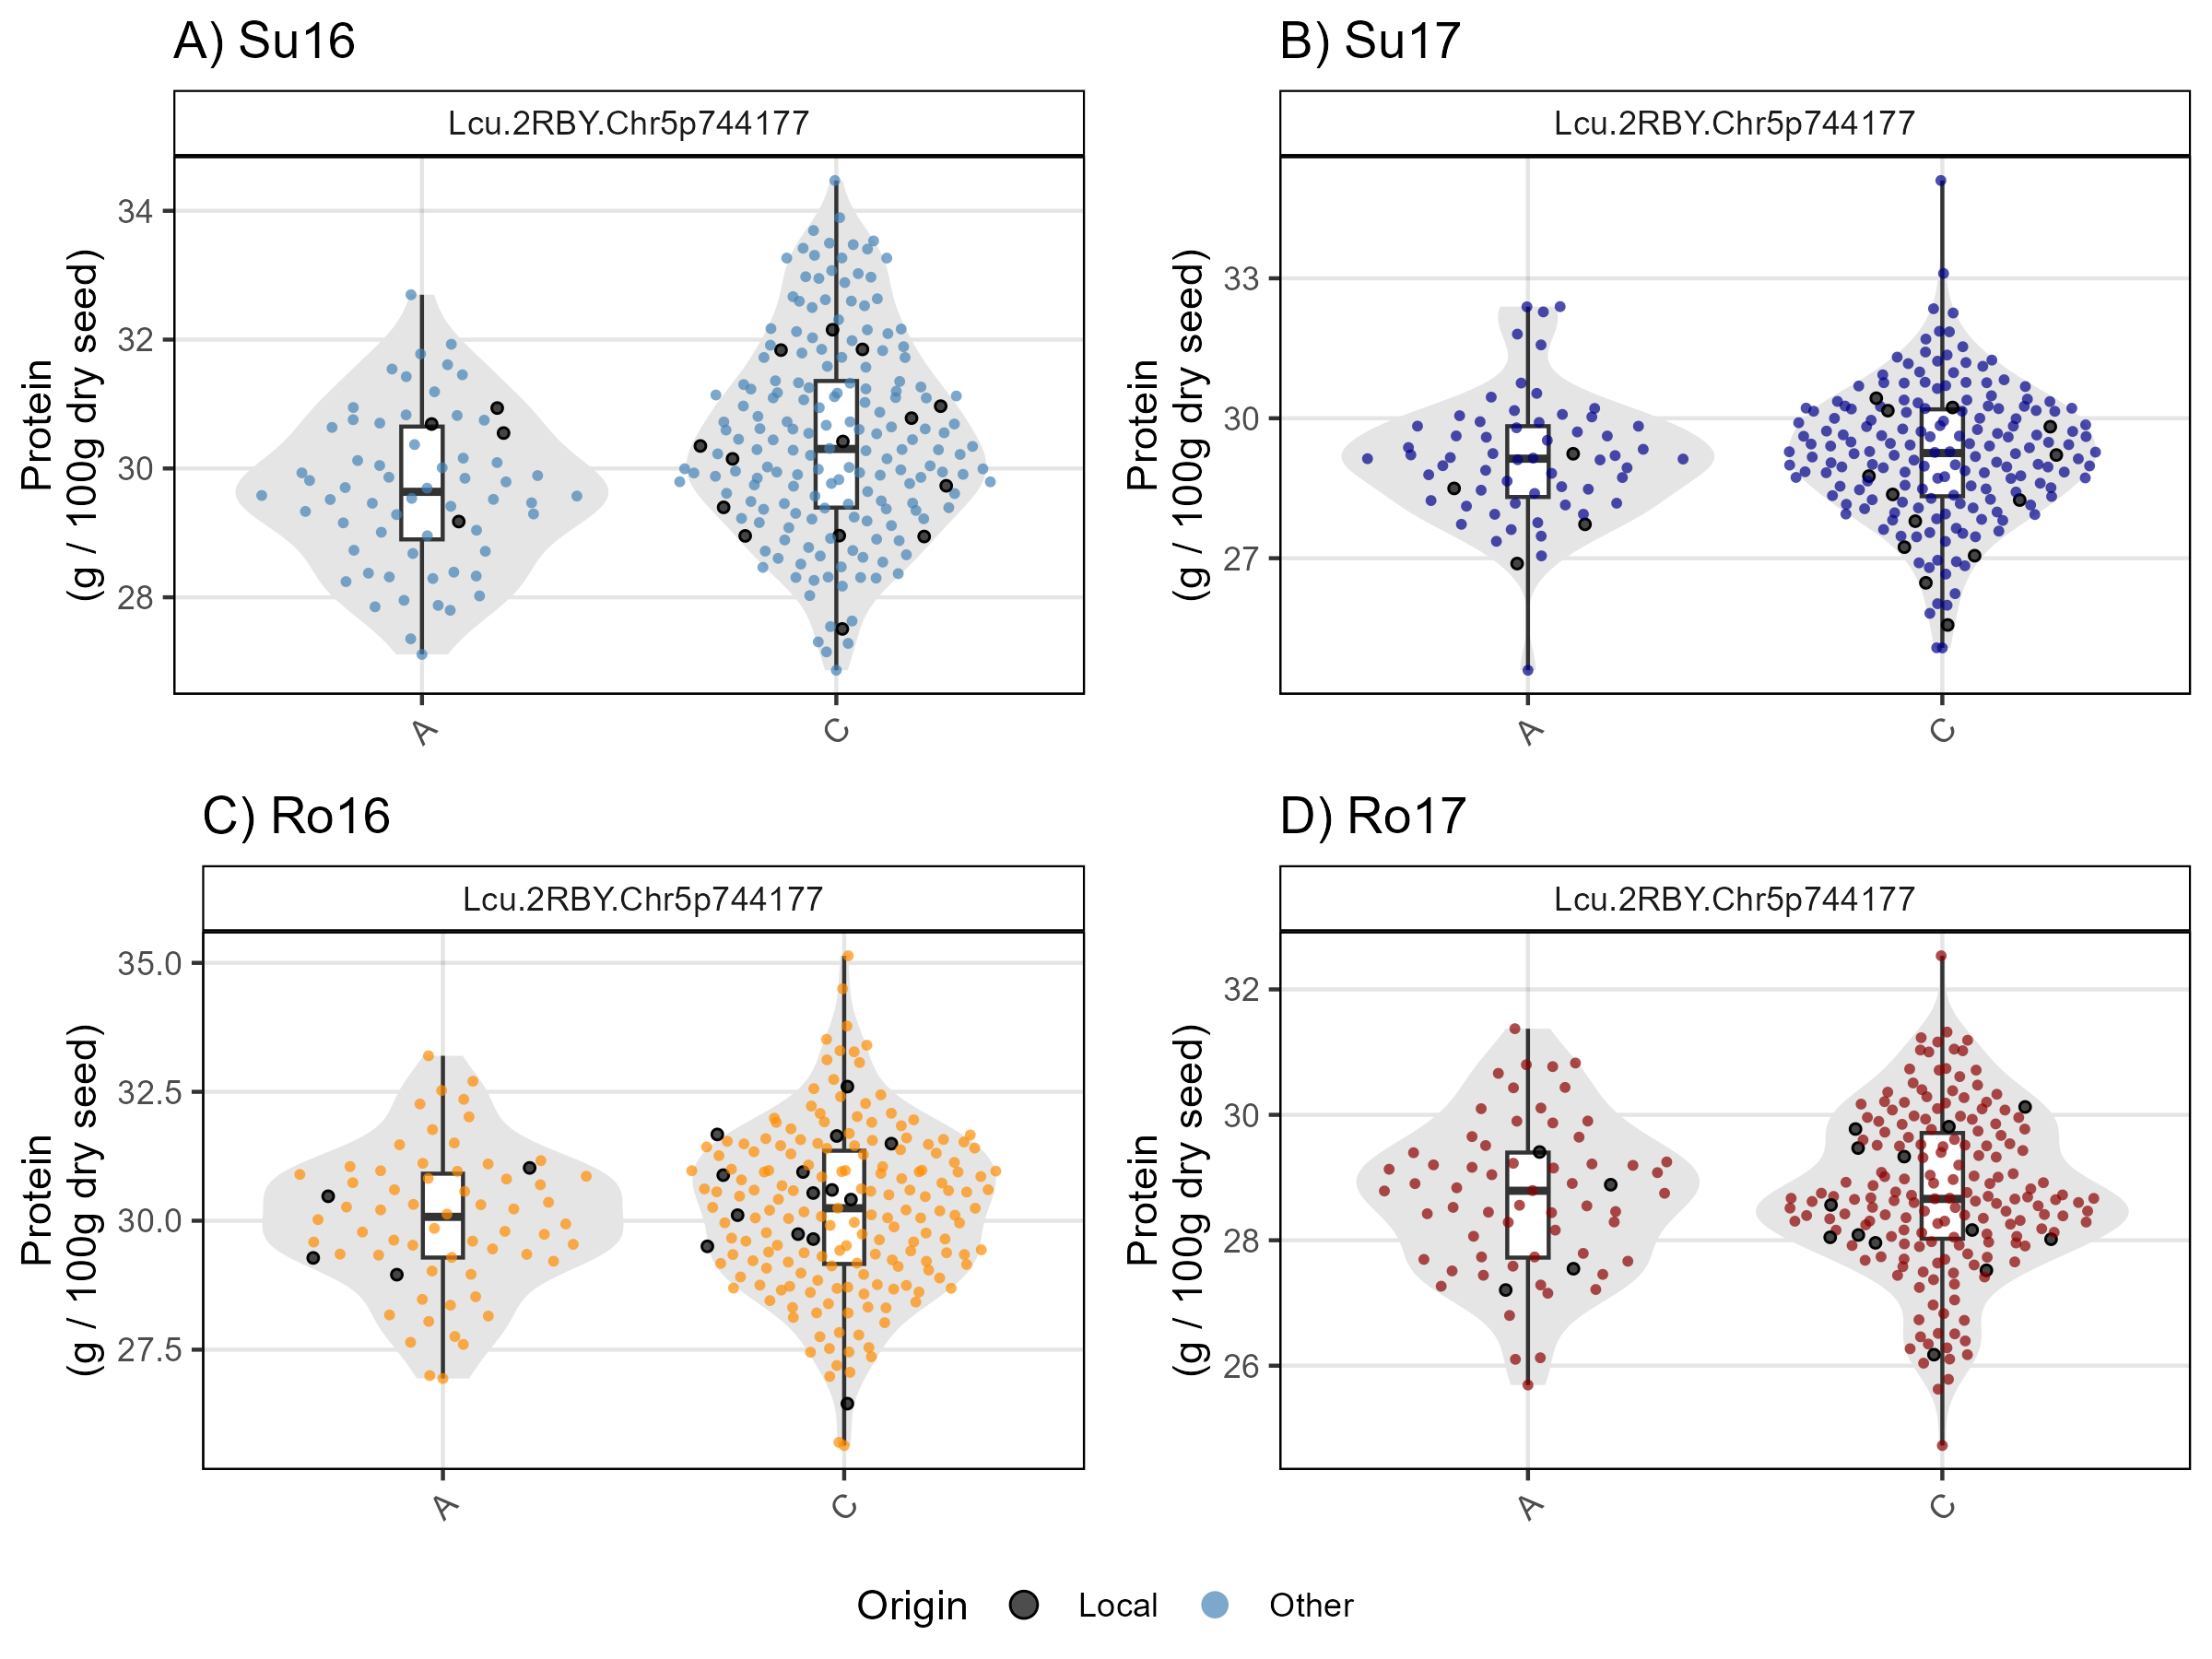 A) Su16
Lcu.2RBY.Chr5p744177
Protein
(g / 100g dry seed)
34
32
30
28
A
C
B) Su17
Lcu.2RBY.Chr5p744177
Protein
(g / 100g dry seed)
33
30
27
A
C
C) Ro16
Lcu.2RBY.Chr5p744177
Protein
(g / 100g dry seed)
35.0
32.5
30.0
27.5
A
C
D) Ro17
Lcu.2RBY.Chr5p744177
Protein
(g / 100g dry seed)
32
30
28
26
A
C
Origin Local Other